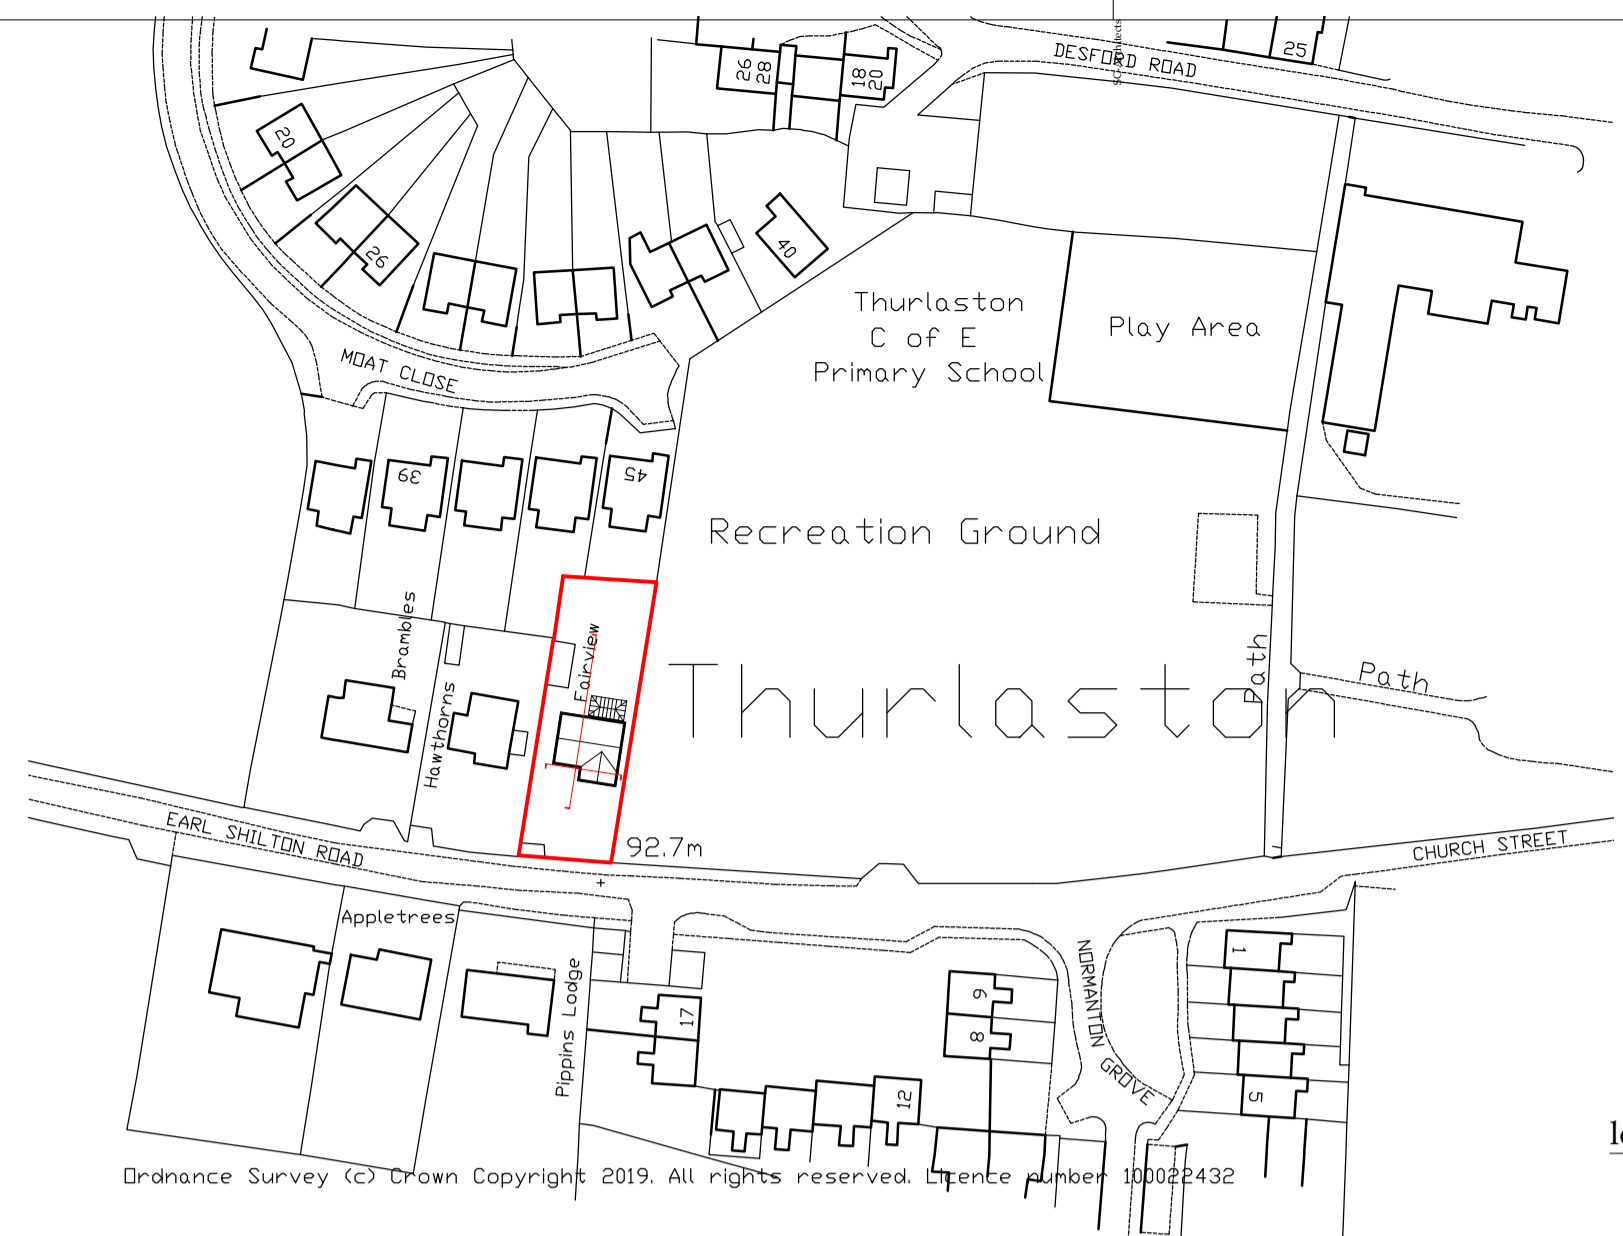 SG Architects
DESFORD ROAD
25
26
28
18
20
20
26
40
MOAT CLOSE
Thurlaston
C of E
Primary School
Play Area
39
45
Recreation Ground
Brambles
Hawthorns
Fairview
Thurlaston
Path
Path
EARL SHILTON ROAD
92.7m
CHURCH STREET
Appletrees
Pippins Lodge
17
12
9
8
NORMANTON GROVE
1
5
Ordnance Survey (c) Crown Copyright 2019. All rights reserved. Licence number 100022432